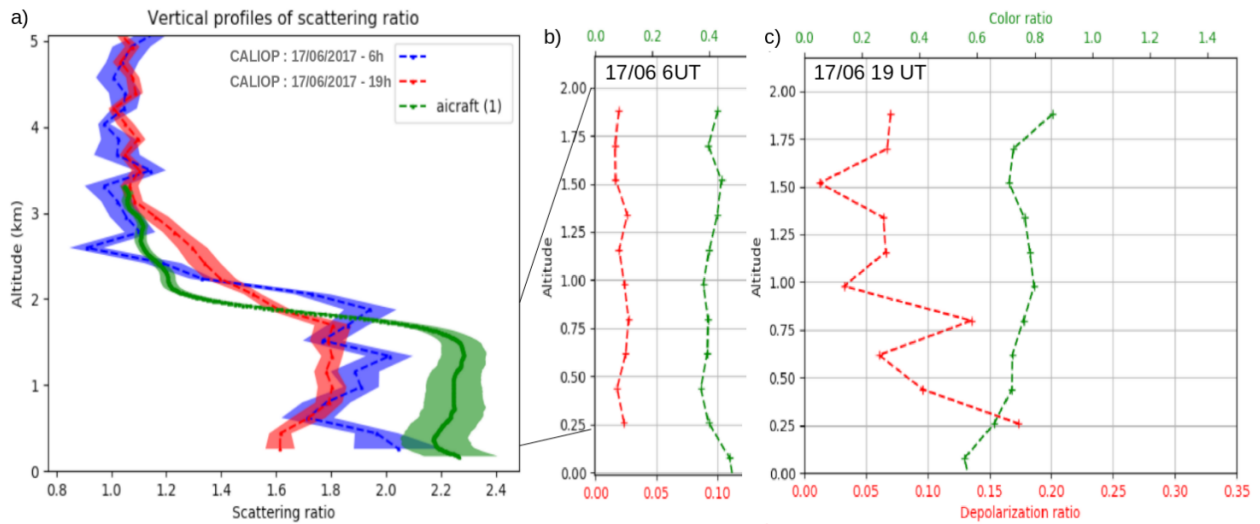 a)
Vertical profiles of scattering ratio
CALIOP : 17/06/2017 - 6h
CALIOP : 17/06/2017 - 19h
aicraft (1)
5
4
3
2
1
0
Altitude (km)
0.8 1.0 1.2 1.4 1.6 1.8 2.0 2.2 2.4
Scattering ratio
b)
0.0 0.2 0.4
17/06 6UT
2.00
1.75
1.50
1.25
1.00
0.75
0.50
0.25
0.00
Altitude
0.00 0.05 0.10
c)
Color ratio
0.0 0.2 0.4 0.6 0.8 1.0 1.2 1.4
17/06 19 UT
2.00
1.75
1.50
1.25
1.00
0.75
0.50
0.25
0.00
Altitude
0.00 0.05 0.10 0.15 0.20 0.25 0.30 0.35
Depolarization ratio